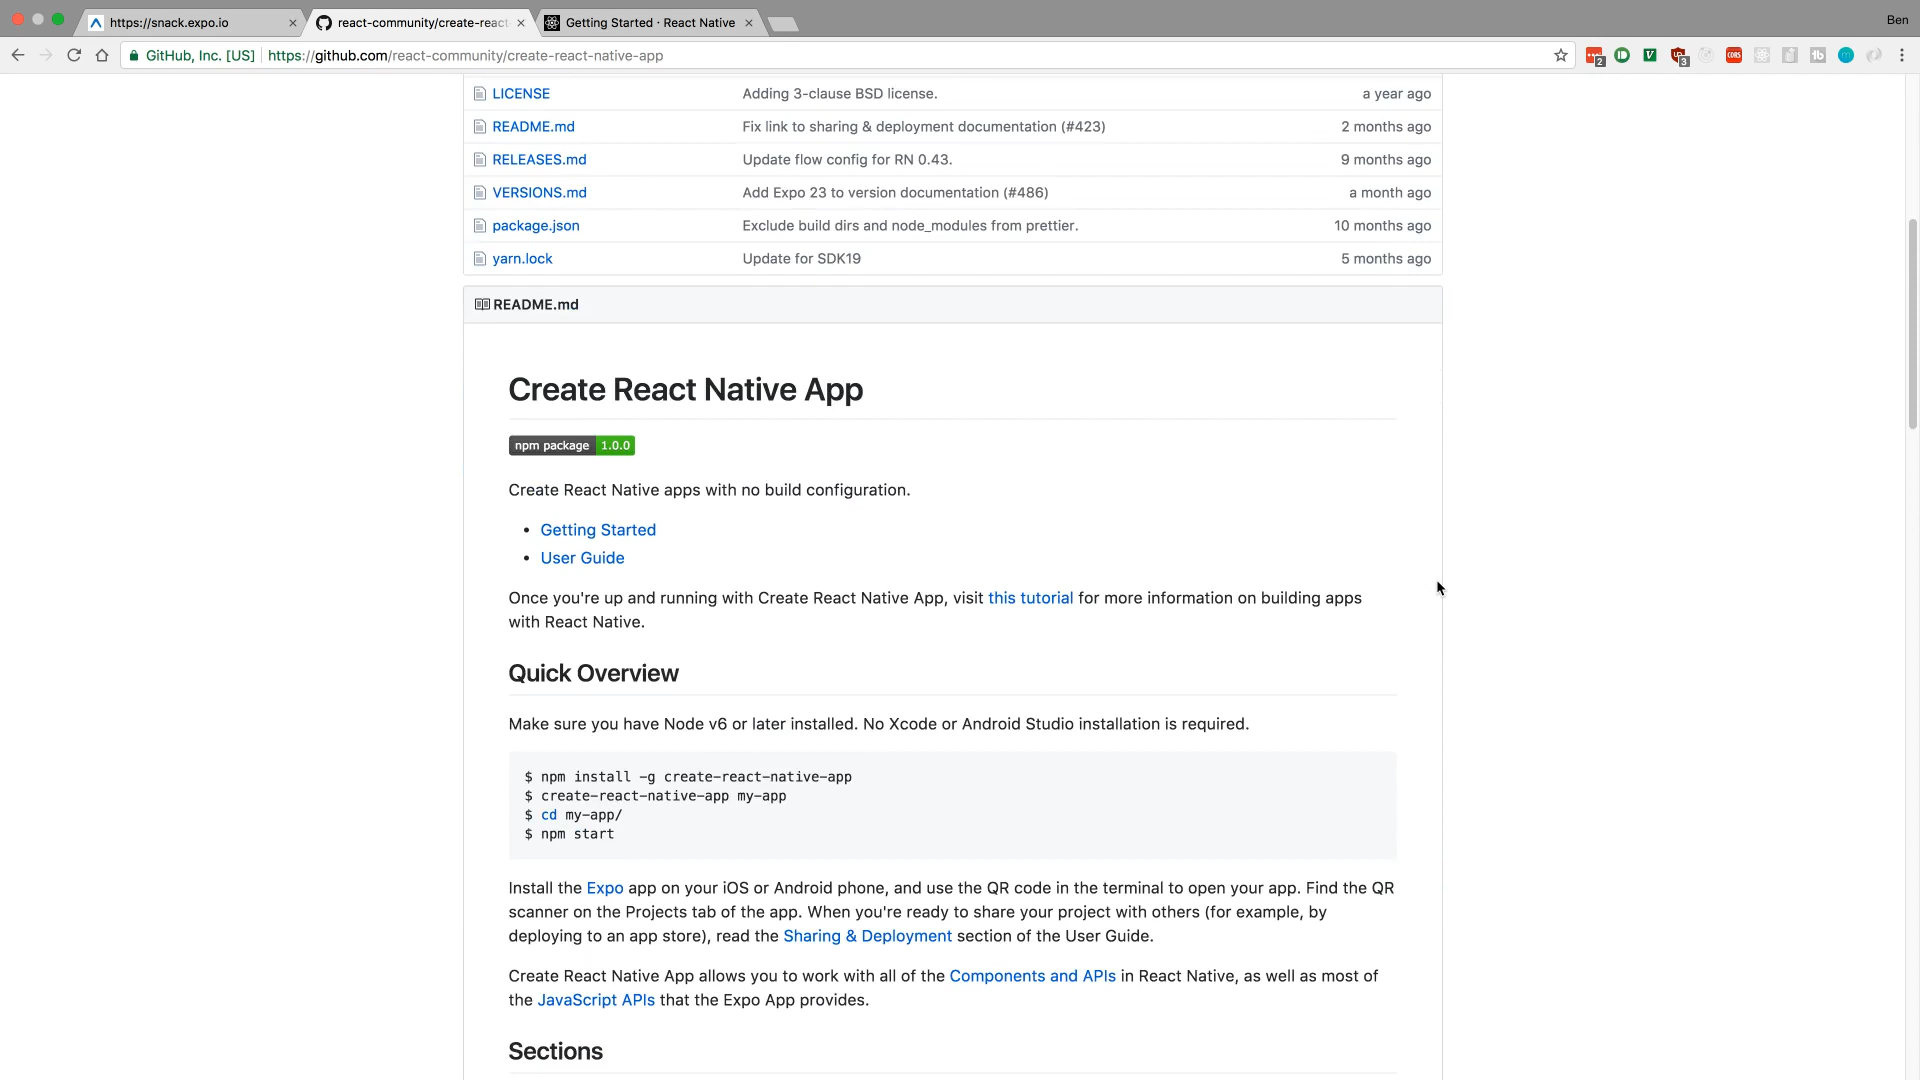 https://snack.expo.io
react-community/create-react-
Getting Started · React Native
Ben
GitHub, Inc. [US]
https://github.com/react-community/create-react-native-app
2
3
CORS
LICENSE Adding 3-clause BSD license. a year ago
README.md Fix link to sharing & deployment documentation (#423) 2 months ago
RELEASES.md Update flow config for RN 0.43. 9 months ago
VERSIONS.md Add Expo 23 to version documentation (#486) a month ago
package.json Exclude build dirs and node_modules from prettier. 10 months ago
yarn.lock Update for SDK19 5 months ago
README.md
Create React Native App
npm package 1.0.0
Create React Native apps with no build configuration.
• Getting Started
• User Guide
Once you're up and running with Create React Native App, visit this tutorial for more information on building apps
with React Native.
Quick Overview
Make sure you have Node v6 or later installed. No Xcode or Android Studio installation is required.
$ npm install -g create-react-native-app
$ create-react-native-app my-app
$ cd my-app/
$ npm start
Install the Expo app on your iOS or Android phone, and use the QR code in the terminal to open your app. Find the QR
scanner on the Projects tab of the app. When you're ready to share your project with others (for example, by
deploying to an app store), read the Sharing & Deployment section of the User Guide.
Create React Native App allows you to work with all of the Components and APIs in React Native, as well as most of
the JavaScript APIs that the Expo App provides.
Sections